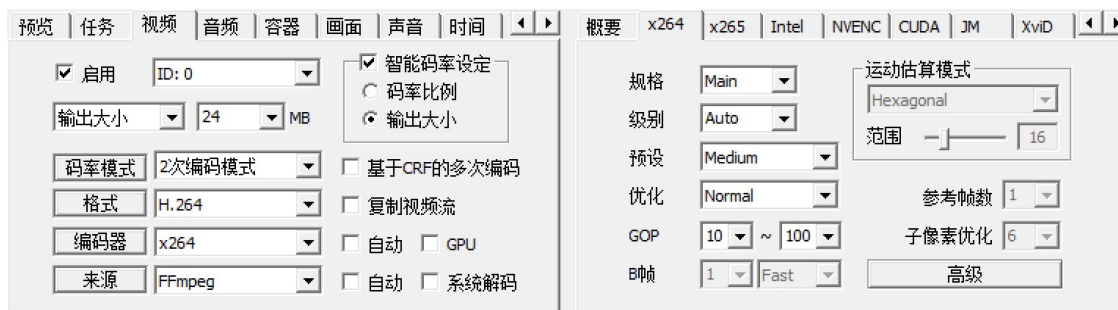 预览 任务 视频 音频 容器 画面 声音 时间
启用 ID: 0
智能码率设定
码率比例
输出大小 24 MB
输出大小
码率模式 2次编码模式 基于CRF的多次编码
格式 H.264 复制视频流
编码器 x264 自动 GPU
来源 FFmpeg 自动 系统解码
概要 x264 x265 Intel NVENC CUDA JM XviD
规格 Main
级别 Auto
预设 Medium
优化 Normal
GOP 10 ~ 100
B帧 1 Fast
运动估算模式
Hexagonal
范围 16
参考帧数 1
子像素优化 6
高级